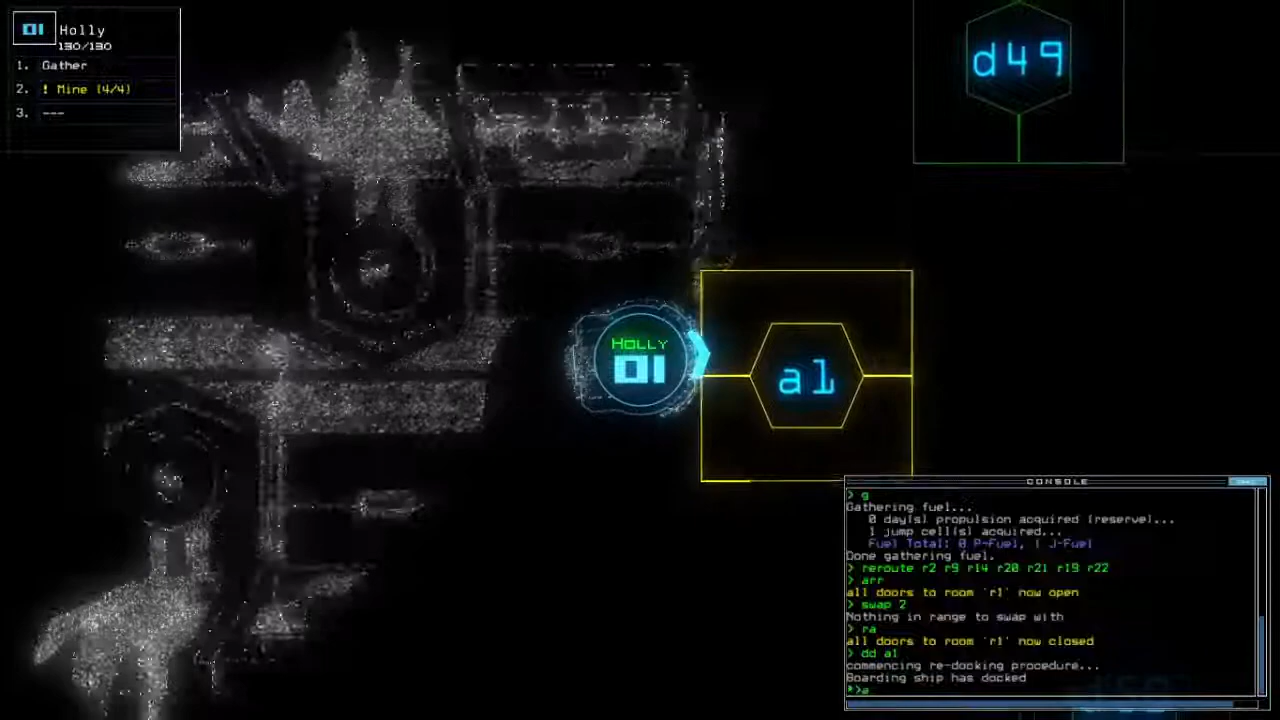 01 Holly
130/130
1. Gather
2. ! Mine (4/4)
3. ---
d49
HOLLY
01
a1
CONSOLE
> g
Gathering fuel...
0 day(s) propulsion acquired (reserve)...
1 jump cell(s) acquired...
Fuel Total: 0 P-Fuel, 1 J-Fuel
Done gathering fuel.
> reroute r2 r9 r14 r20 r21 r19 r22
> arr
all doors to room 'r1' now open
> swap 2
Nothing in range to swap with
> ra
all doors to room 'r1' now closed
> dd a1
commencing re-docking procedure...
Boarding ship has docked
>a